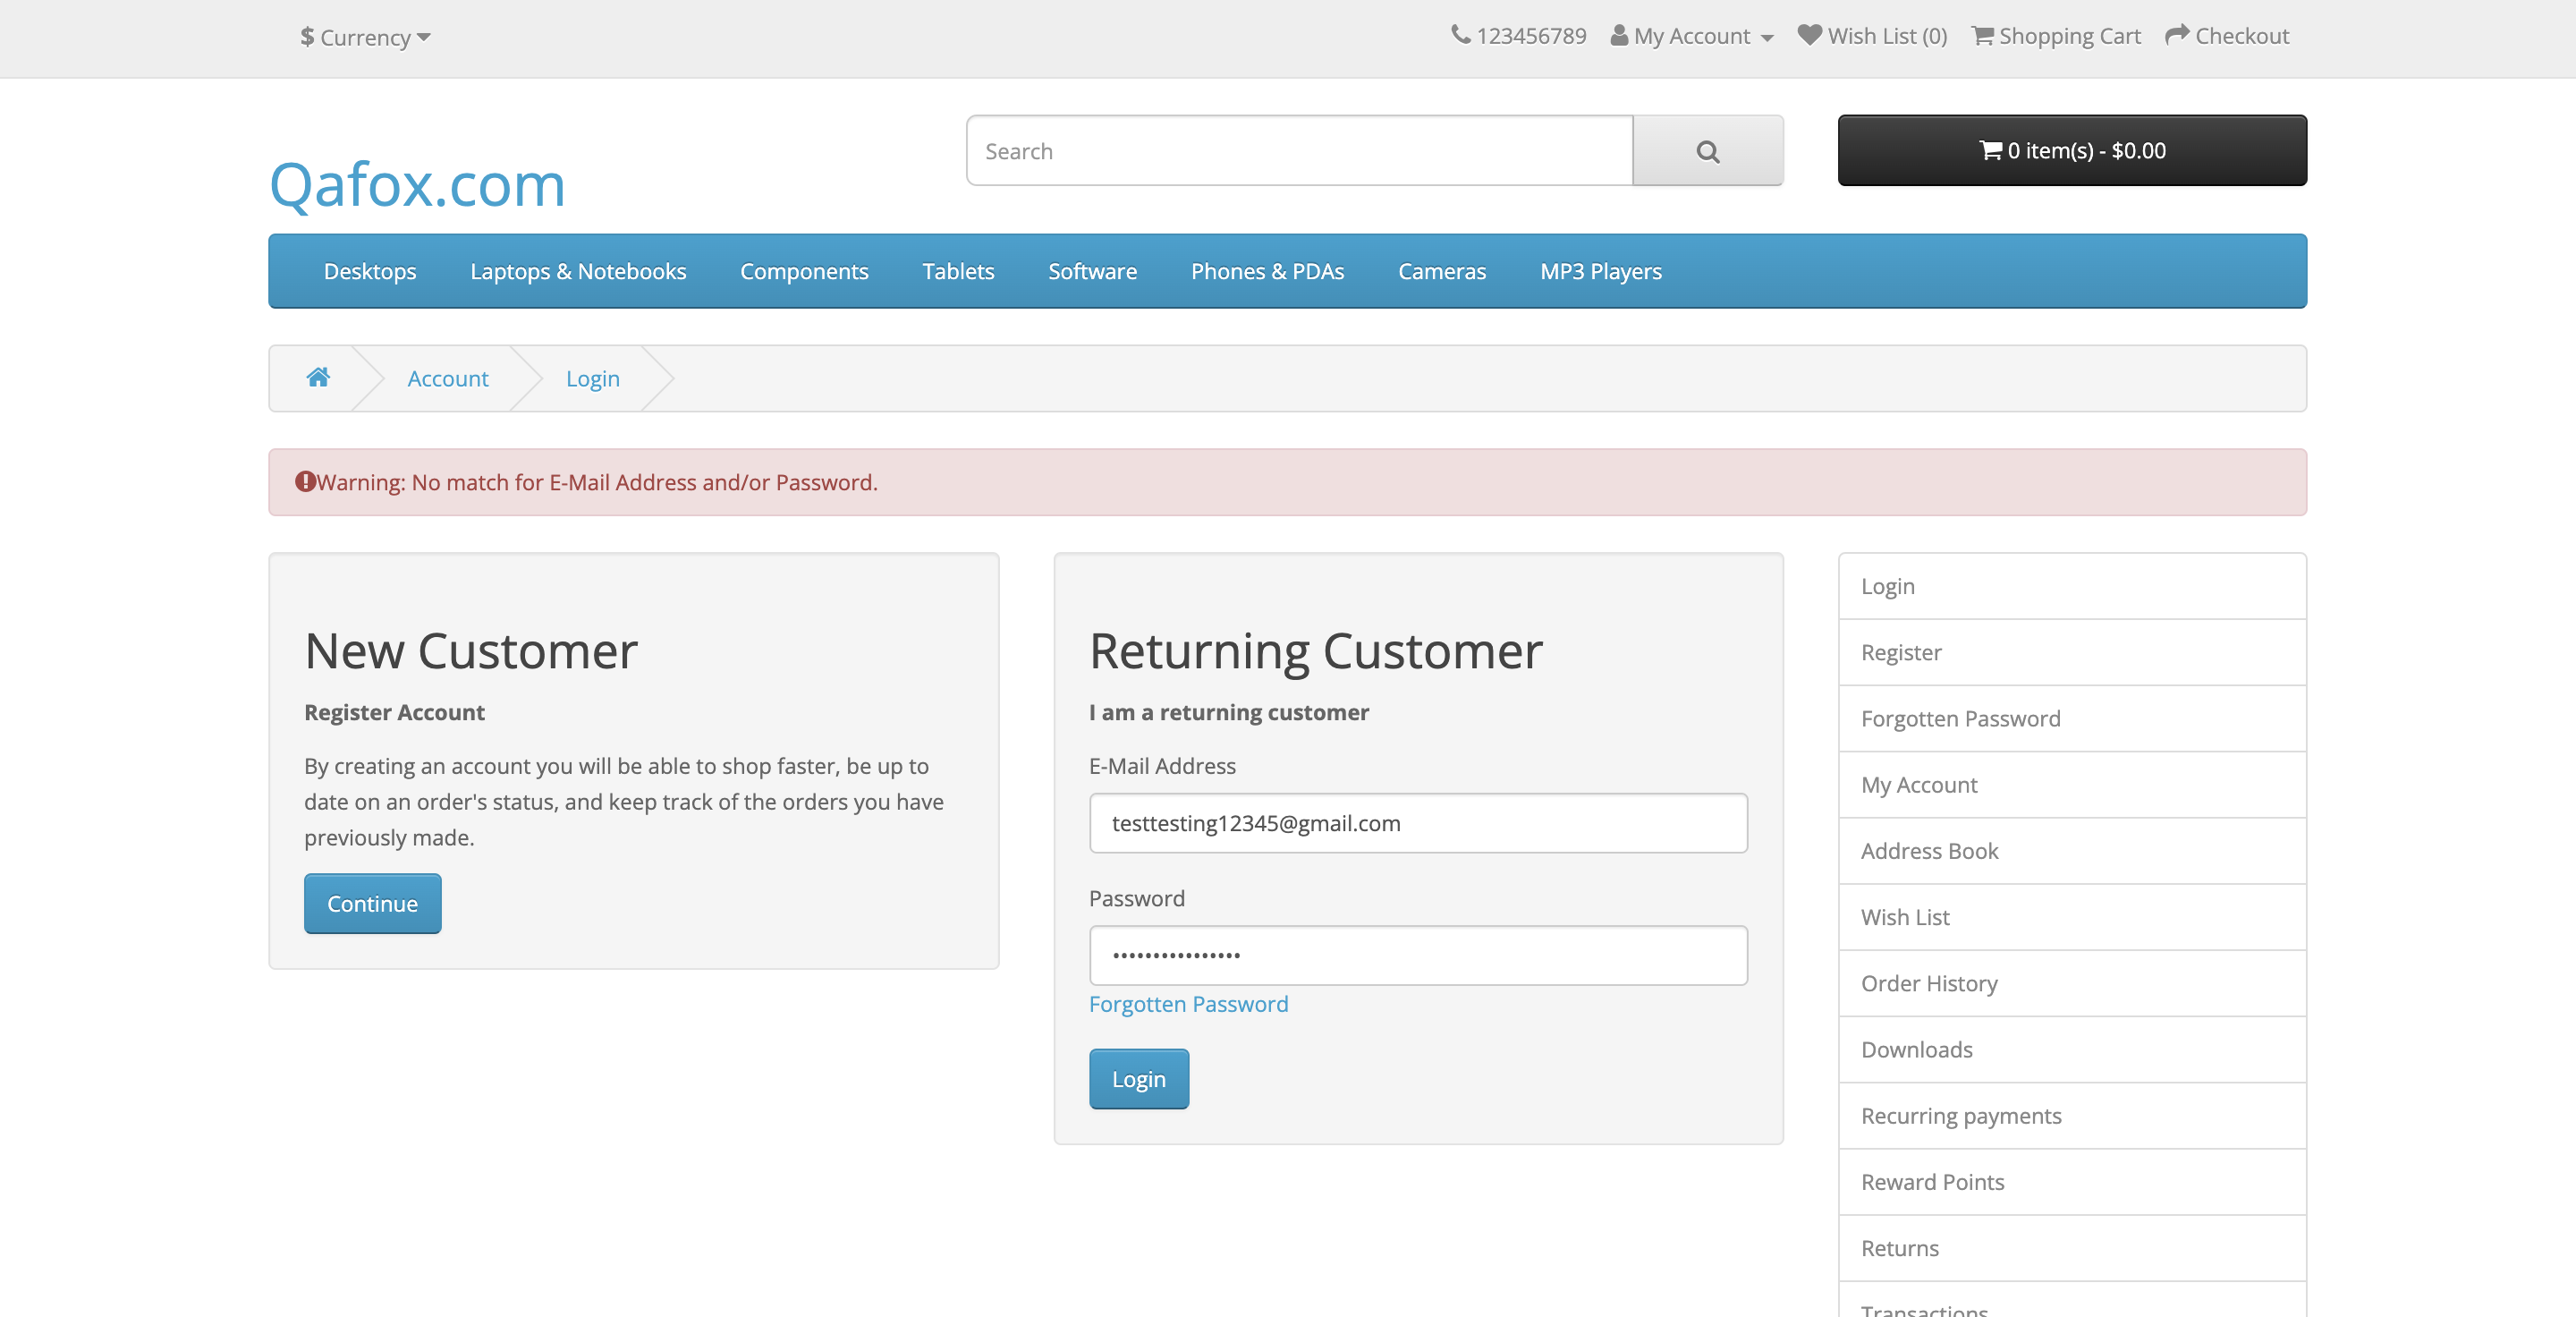 $ Currency
123456789 My Account Wish List (0) Shopping Cart Checkout
Qafox.com
Search
0 item(s) - $0.00
Desktops Laptops & Notebooks Components Tablets Software Phones & PDAs Cameras MP3 Players
Account Login
Warning: No match for E-Mail Address and/or Password.
New Customer
Register Account
By creating an account you will be able to shop faster, be up to
date on an order's status, and keep track of the orders you have
previously made.
Continue
Returning Customer
I am a returning customer
E-Mail Address
testtesting12345@gmail.com
Password
••••••••••••••••
Forgotten Password
Login
Login
Register
Forgotten Password
My Account
Address Book
Wish List
Order History
Downloads
Recurring payments
Reward Points
Returns
Transactions